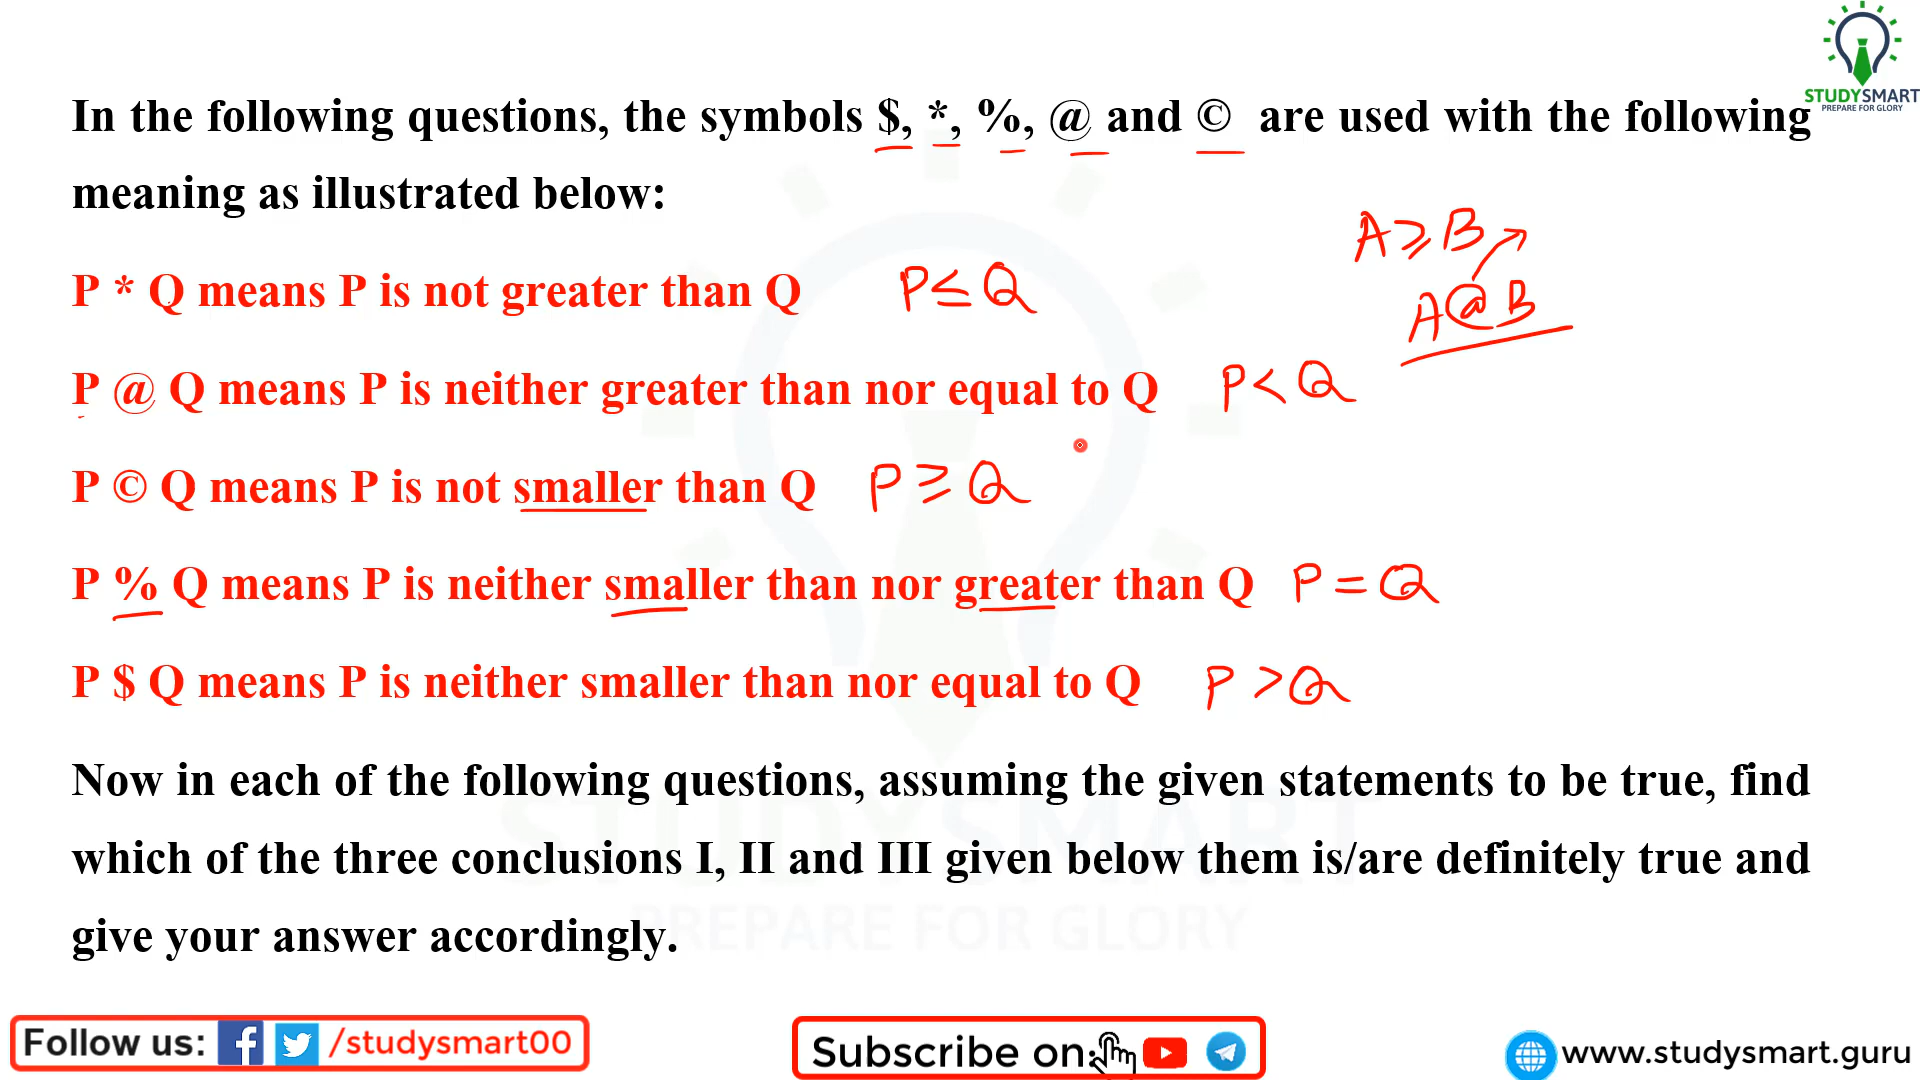 STUDYSMART
PREPARE FOR GLORY
In the following questions, the symbols $, *, %, @ and © are used with the following
meaning as illustrated below:
A ≥ B
A @ B
P * Q means P is not greater than Q P ≤ Q
P @ Q means P is neither greater than nor equal to Q P < Q
P © Q means P is not smaller than Q P ≥ Q
P % Q means P is neither smaller than nor greater than Q P = Q
P $ Q means P is neither smaller than nor equal to Q P > Q
Now in each of the following questions, assuming the given statements to be true, find
which of the three conclusions I, II and III given below them is/are definitely true and
give your answer accordingly.
STUDYSMART
PREPARE FOR GLORY
Follow us: /studysmart00
Subscribe on:
www.studysmart.guru